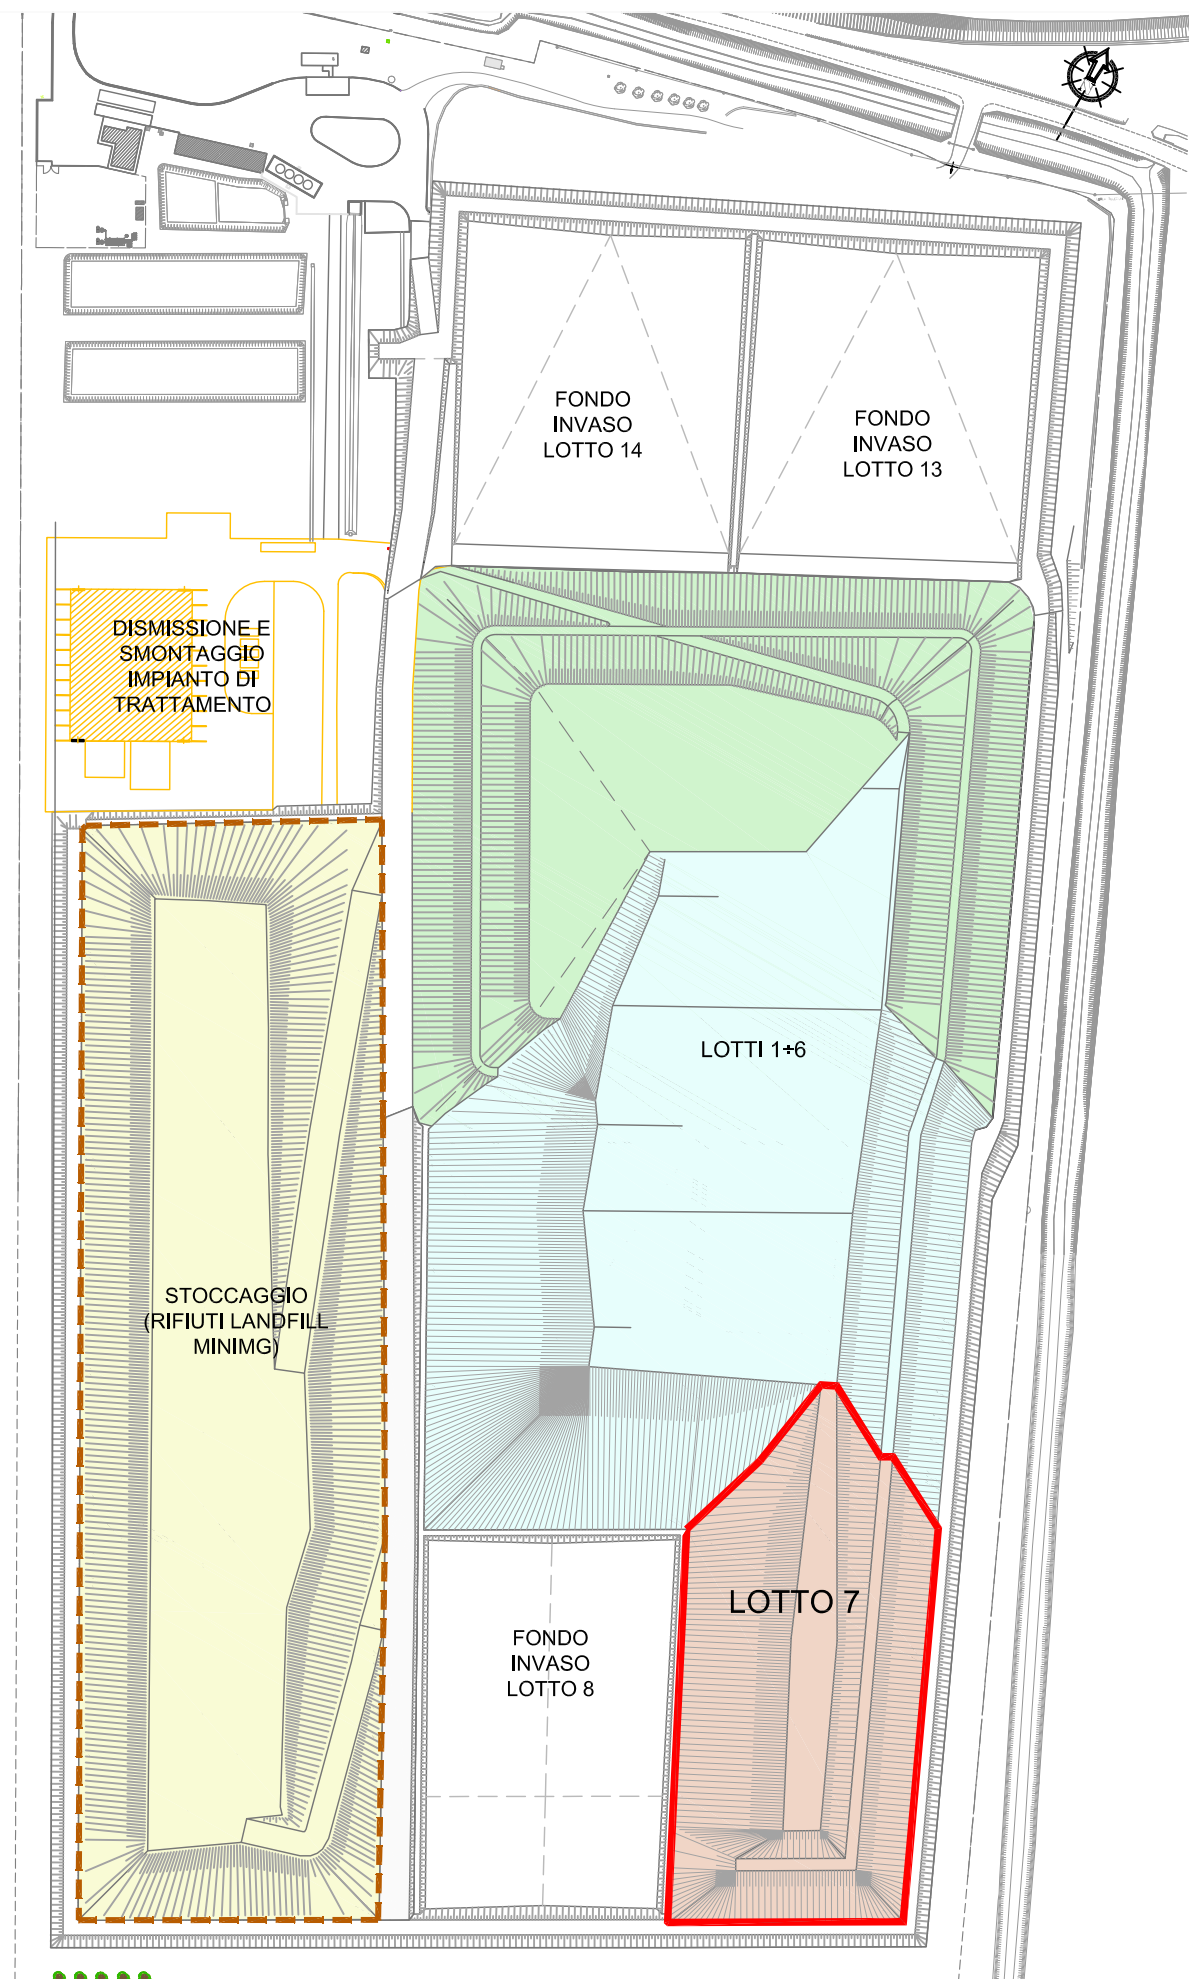 FONDO
INVASO
LOTTO 14
FONDO
INVASO
LOTTO 13
DISMISSIONE E
SMONTAGGIO
IMPIANTO DI
TRATTAMENTO
LOTTI 1÷6
STOCCAGGIO
(RIFIUTI LANDFILL
MINIMG)
LOTTO 7
FONDO
INVASO
LOTTO 8